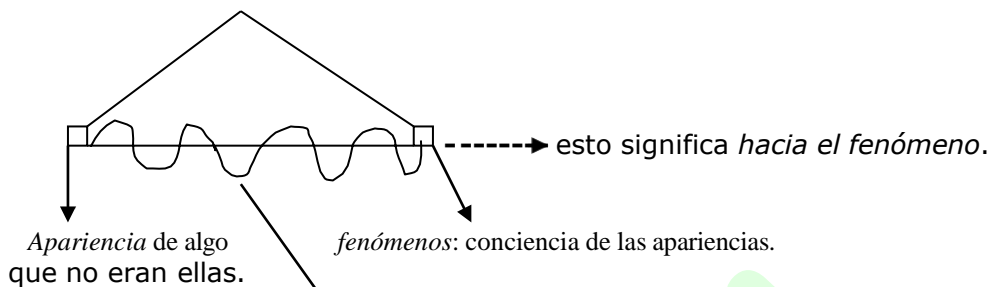 esto significa hacia el fenómeno.
Apariencia de algo
que no eran ellas.
fenómenos: conciencia de las apariencias.